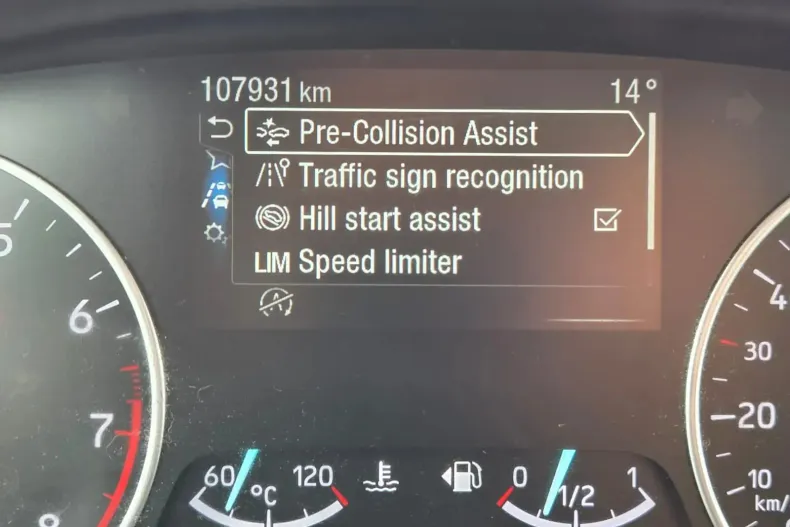 107931 km 14°
Pre-Collision Assist
Traffic sign recognition
Hill start assist
LIM Speed limiter
A
5
6
7
8
4
30
20
10
km/
60 °C 120
0 1/2 1